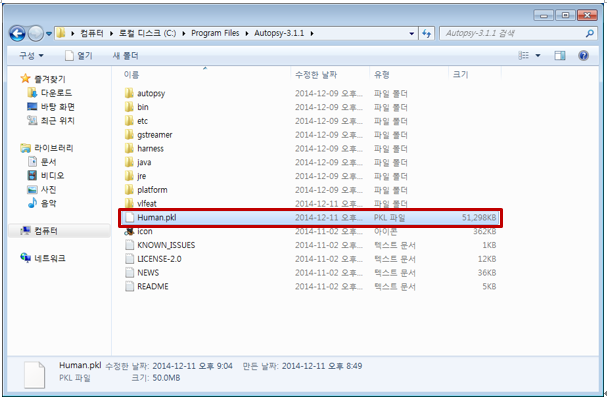 컴퓨터 ▸ 로컬 디스크 (C:) ▸ Program Files ▸ Autopsy-3.1.1 ▸
Autopsy-3.1.1 검색
구성 ▼ 열기 새 폴더
이름 수정한 날짜 유형 크기
즐겨찾기
다운로드
바탕 화면
최근 위치
라이브러리
문서
비디오
사진
음악
컴퓨터
네트워크
autopsy 2014-12-09 오후... 파일 폴더
bin 2014-12-09 오후... 파일 폴더
etc 2014-12-09 오후... 파일 폴더
gstreamer 2014-12-09 오후... 파일 폴더
harness 2014-12-09 오후... 파일 폴더
java 2014-12-09 오후... 파일 폴더
jre 2014-12-09 오후... 파일 폴더
platform 2014-12-09 오후... 파일 폴더
vlfeat 2014-12-11 오후... 파일 폴더
Human.pkl 2014-12-11 오후... PKL 파일 51,298KB
icon 2014-11-02 오후... 아이콘 362KB
KNOWN_ISSUES 2014-11-02 오후... 텍스트 문서 1KB
LICENSE-2.0 2014-11-02 오후... 텍스트 문서 12KB
NEWS 2014-11-02 오후... 텍스트 문서 36KB
README 2014-11-02 오후... 텍스트 문서 5KB
Human.pkl 수정한 날짜: 2014-12-11 오후 9:04 만든 날짜: 2014-12-11 오후 8:49
PKL 파일 크기: 50.0MB